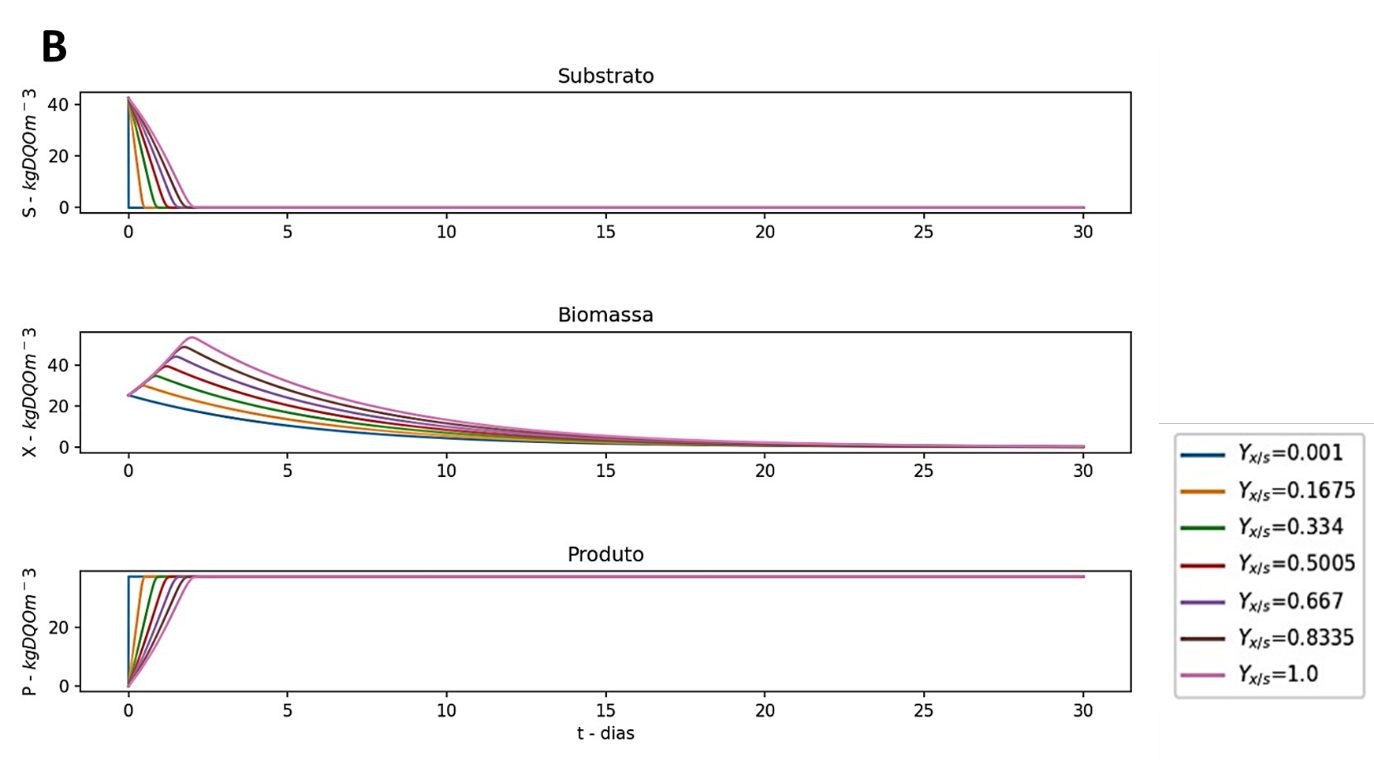 B
Substrato
S - kgDQOm⁻3
40
20
0
0 5 10 15 20 25 30
Biomassa
X - kgDQOm⁻3
40
20
0
0 5 10 15 20 25 30
Produto
P - kgDQOm⁻3
20
0
0 5 10 15 20 25 30
t - dias
Yx/s=0.001
Yx/s=0.1675
Yx/s=0.334
Yx/s=0.5005
Yx/s=0.667
Yx/s=0.8335
Yx/s=1.0